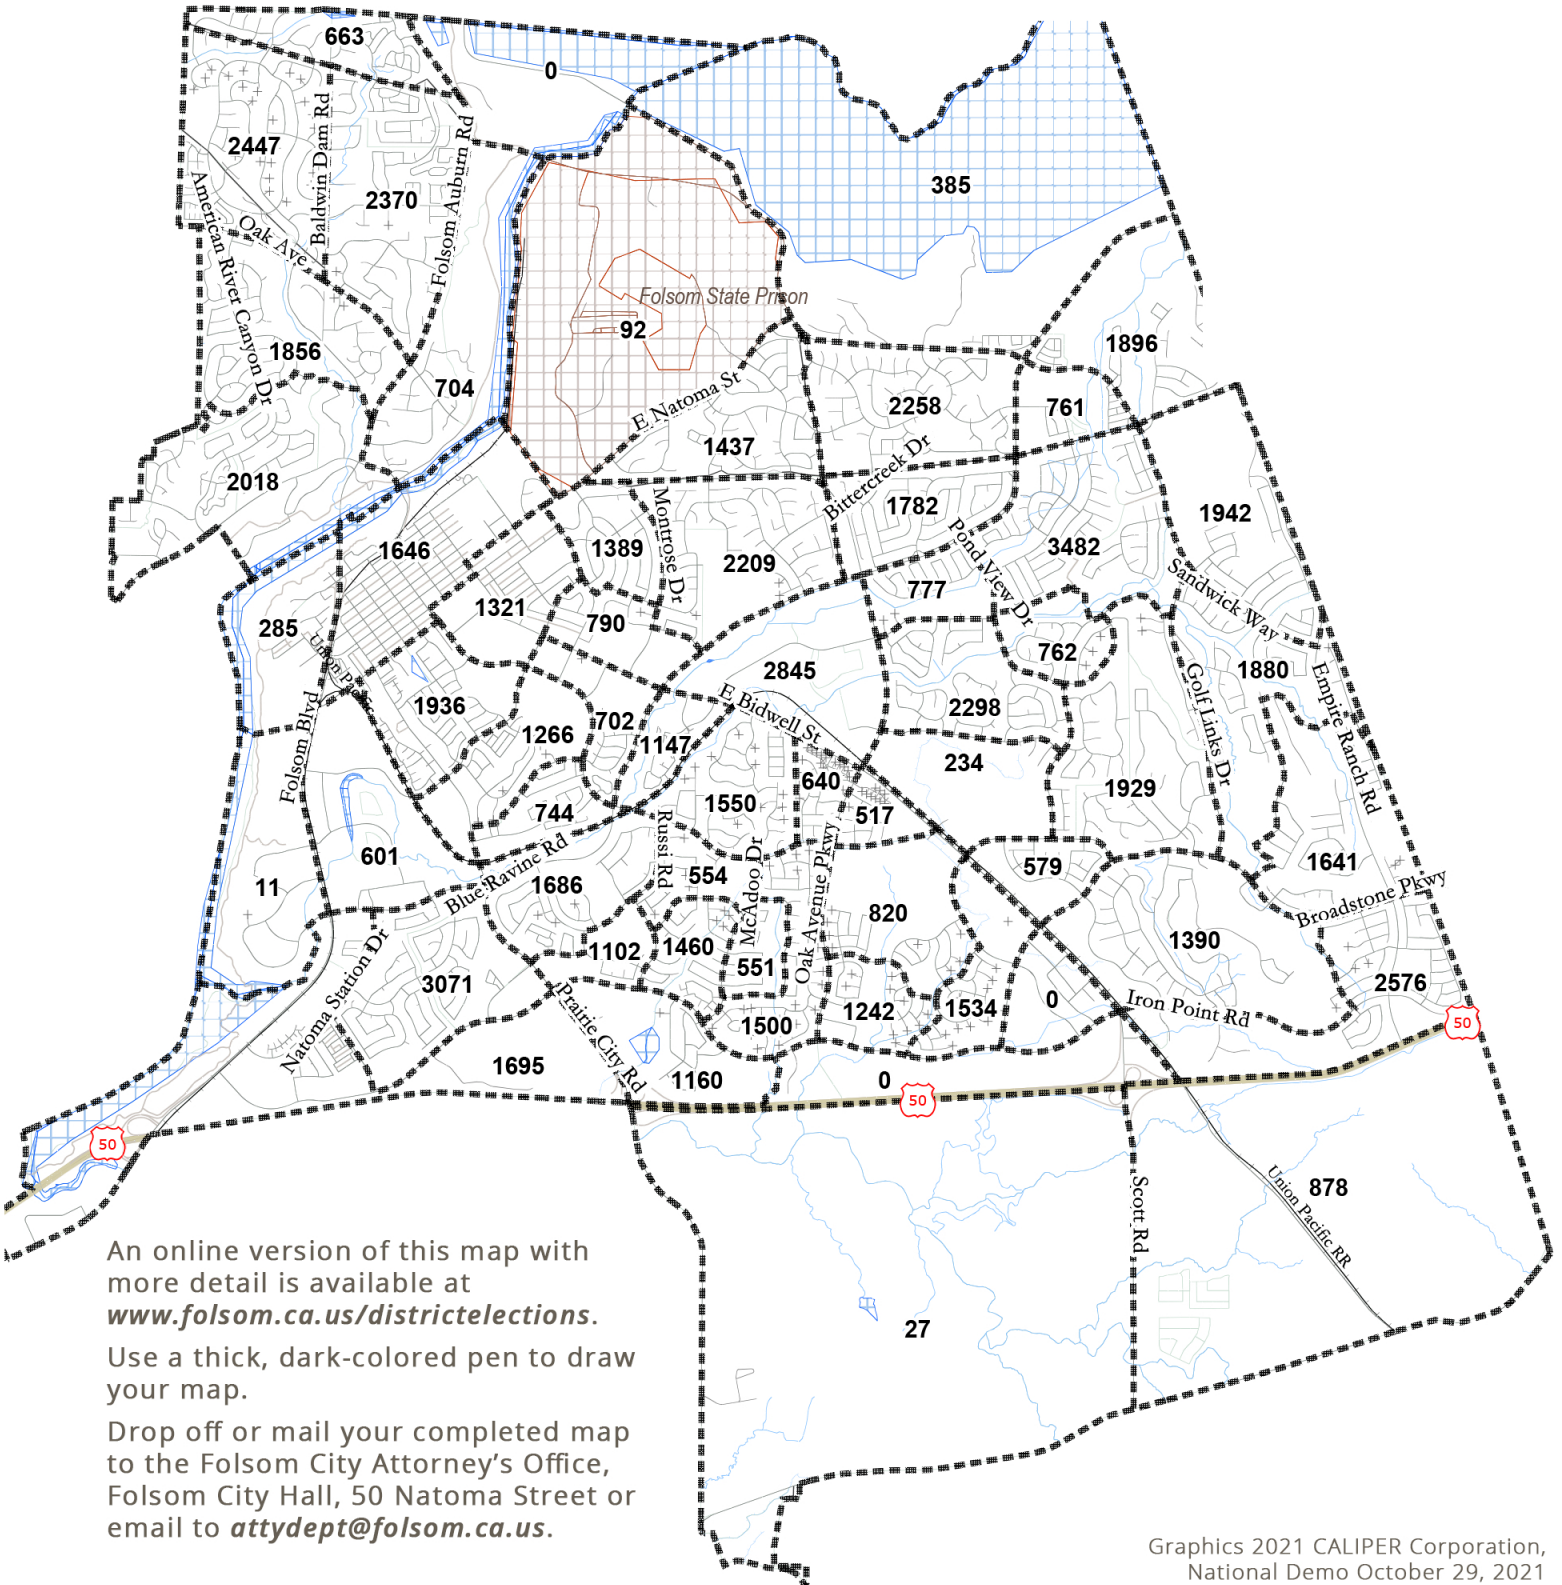 663
0
2447
Baldwin Dam Rd
2370
Folsom Auburn Rd
385
American River Canyon Dr
Oak Ave
Folsom State Prison
92
1856
704
1896
E Natoma St
2258
761
1437
Bittercreek Dr
2018
1782
1942
Montrose Dr
1646
1389
2209
Pond View Dr
3482
777
Sandwick Way
1321
790
285
Union Pacific
762
2845
1880
Golf Links Dr
Empire Ranch Rd
1936
E Bidwell St
2298
702
1266
1147
Folsom Blvd
234
640
1929
1550
744
517
Russi Rd
McAdoo Dr
Oak Avenue Pkwy
601
Blue Ravine Rd
554
579
1641
11
1686
Broadstone Pkwy
820
1390
1102
1460
551
Natoma Station Dr
3071
2576
Prairie City Rd
1242
1534
0
Iron Point Rd
1500
50
1695
1160
0
50
50
Scott Rd
Union Pacific RR
878
27
An online version of this map with
more detail is available at
www.folsom.ca.us/districtelections.
Use a thick, dark-colored pen to draw
your map.
Drop off or mail your completed map
to the Folsom City Attorney’s Office,
Folsom City Hall, 50 Natoma Street or
email to attydept@folsom.ca.us.
Graphics 2021 CALIPER Corporation,
National Demo October 29, 2021